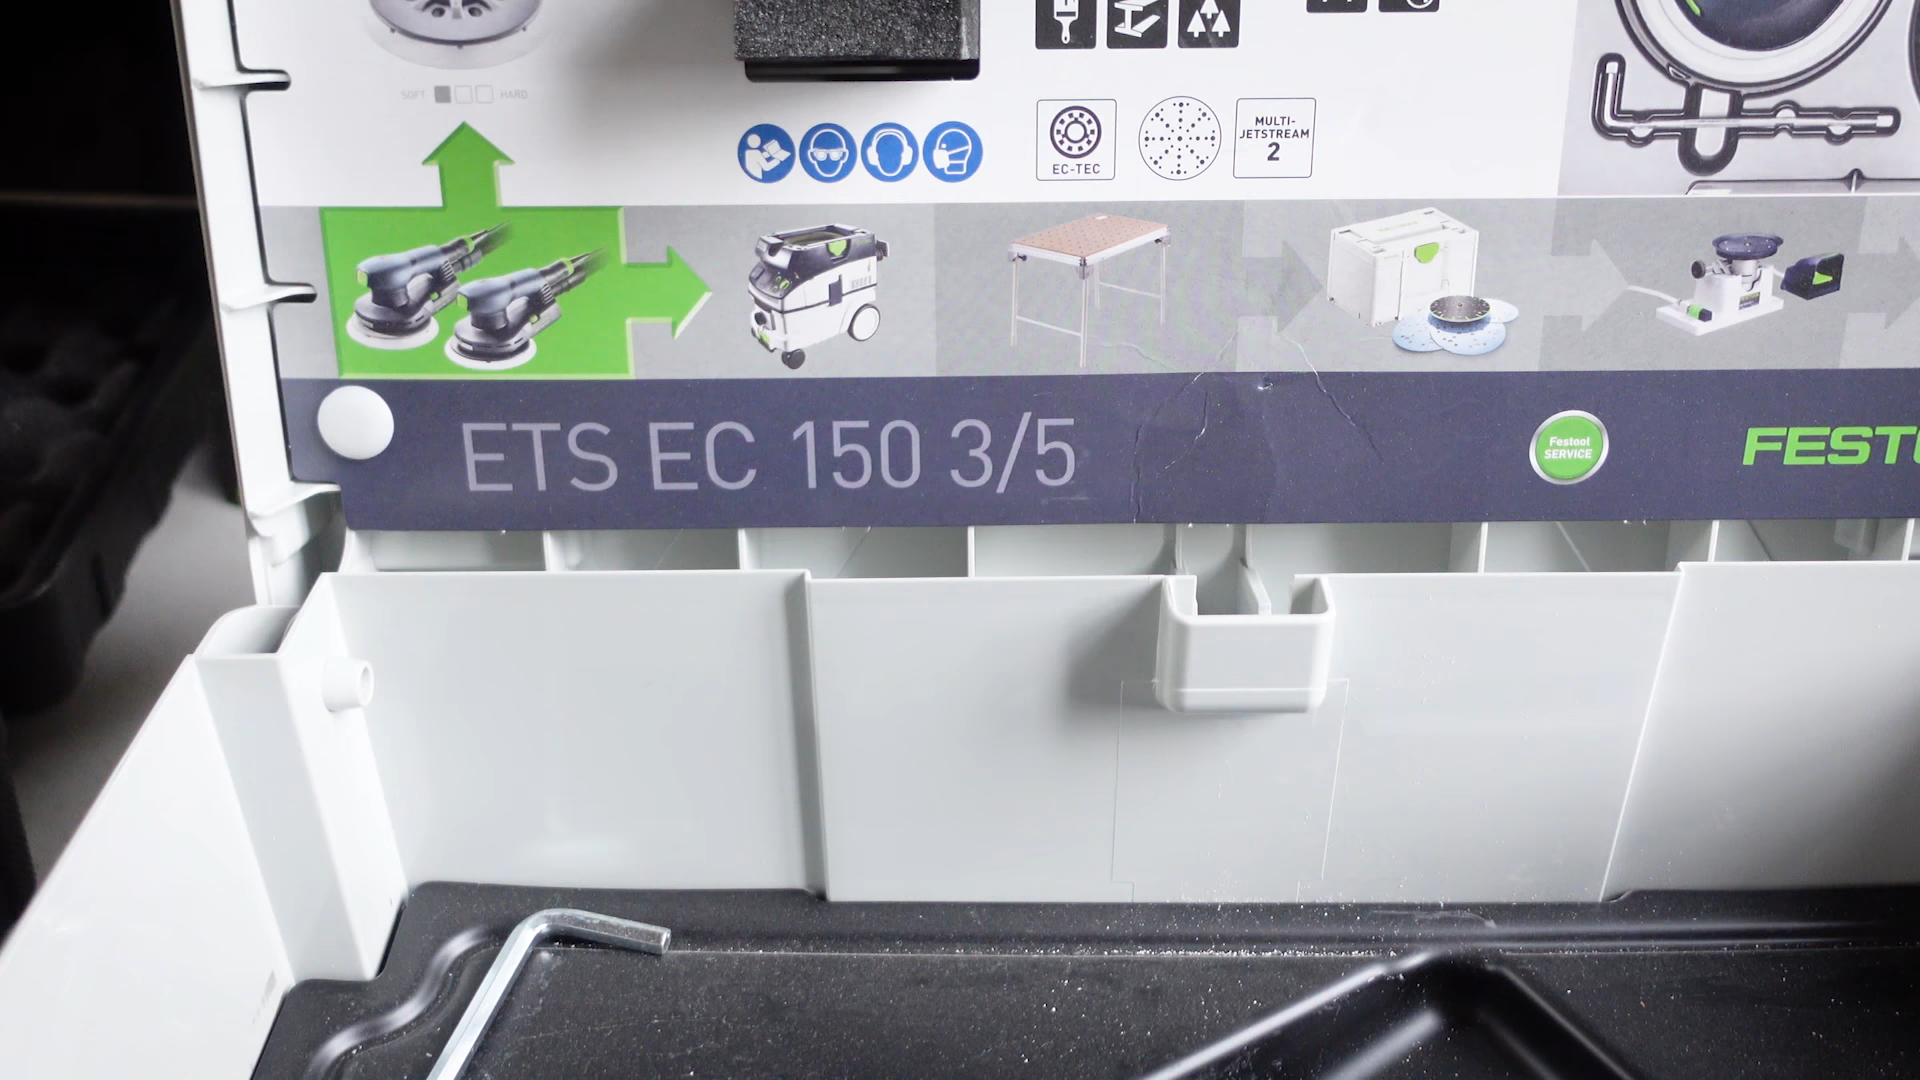 SOFT HARD
EC-TEC
MULTI-
JETSTREAM
2
ETS EC 150 3/5
Festool
SERVICE
FESTO